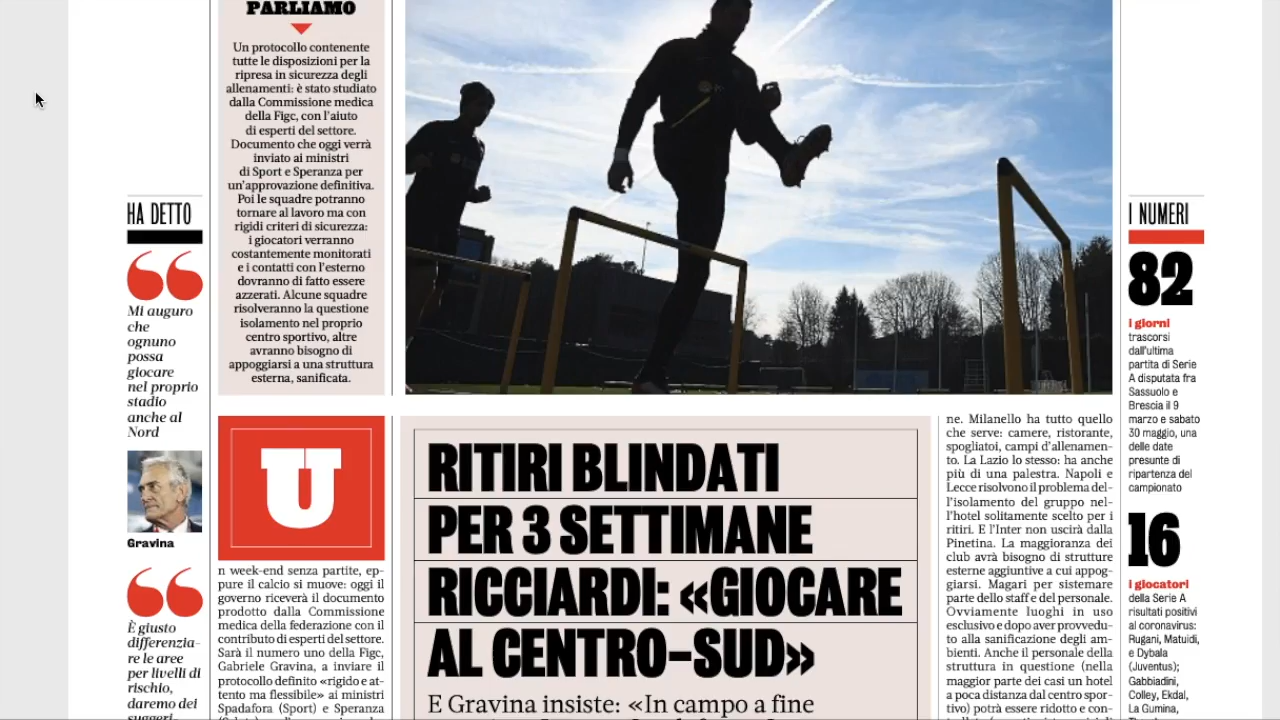 PARLIAMO
Un protocollo contenente
tutte le disposizioni per la
ripresa in sicurezza degli
allenamenti: è stato studiato
dalla Commissione medica
della Figc, con l'aiuto
di esperti del settore.
Documento che oggi verrà
inviato ai ministri
di Sport e Speranza per
un'approvazione definitiva.
Poi le squadre potranno
tornare al lavoro ma con
rigidi criteri di sicurezza:
i giocatori verranno
costantemente monitorati
e i contatti con l'esterno
dovranno di fatto essere
azzerati. Alcune squadre
risolveranno la questione
isolamento nel proprio
centro sportivo, altre
avranno bisogno di
appoggiarsi a una struttura
esterna, sanificata.
HA DETTO
“
Mi auguro
che
ognuno
possa
giocare
nel proprio
stadio
anche al
Nord
Gravina
“
È giusto
differenzia-
re le aree
per livelli di
rischio,
daremo dei
suggeri-
U
n week-end senza partite, ep-
pure il calcio si muove: oggi il
governo riceverà il documento
prodotto dalla Commissione
medica della federazione con il
contributo di esperti del settore.
Sarà il numero uno della Figc,
Gabriele Gravina, a inviare il
protocollo definito «rigido e at-
tento ma flessibile» ai ministri
Spadafora (Sport) e Speranza
RITIRI BLINDATI
PER 3 SETTIMANE
RICCIARDI: «GIOCARE
AL CENTRO-SUD»
E Gravina insiste: «In campo a fine
ne. Milanello ha tutto quello
che serve: camere, ristorante,
spogliatoi, campi d'allenamen-
to. La Lazio lo stesso: ha anche
più di una palestra. Napoli e
Lecce risolvono il problema del-
l'isolamento del gruppo nel-
l'hotel solitamente scelto per i
ritiri. E l'Inter non uscirà dalla
Pinetina. La maggioranza dei
club avrà bisogno di strutture
esterne aggiuntive a cui appog-
giarsi. Magari per sistemare
parte dello staff e del personale.
Ovviamente luoghi in uso
esclusivo e dopo aver provvedu-
to alla sanificazione degli am-
bienti. Anche il personale della
struttura in questione (nella
maggior parte dei casi un hotel
a poca distanza dal centro spor-
tivo) potrà essere ridotto e con-
I NUMERI
82
i giorni
trascorsi
dall'ultima
partita di Serie
A disputata fra
Sassuolo e
Brescia il 9
marzo e sabato
30 maggio, una
delle date
presunte di
ripartenza del
campionato
16
i giocatori
della Serie A
risultati positivi
al coronavirus:
Rugani, Matuidi,
e Dybala
(Juventus);
Gabbiadini,
Colley, Ekdal,
La Gumina,